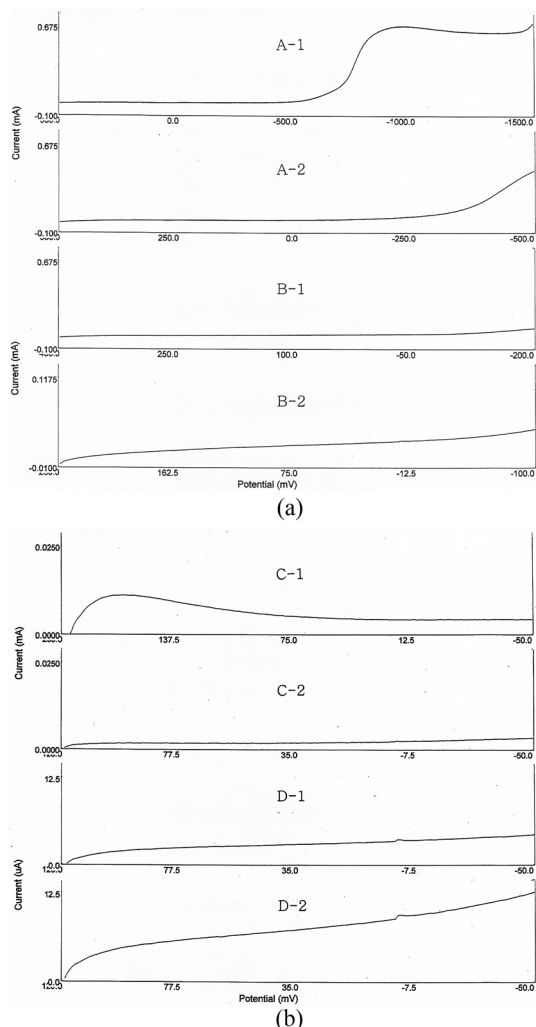 0.675
A-1
Current (mA)
-0.100
0.0 -500.0 -1000.0 -1500.0
0.675
A-2
-0.100
250.0 0.0 -250.0 -500.0
0.675
B-1
Current (mA)
-0.100
250.0 100.0 -50.0 -200.0
0.1175
B-2
-0.0100
162.5 75.0 -12.5 -100.0
Potential (mV)
(a)
0.0250
C-1
Current (mA)
0.0000
137.5 75.0 12.5 -50.0
0.0250
C-2
0.0000
77.5 35.0 -7.5 -50.0
12.5
D-1
Current (uA)
0.0
77.5 35.0 -7.5 -50.0
12.5
D-2
0.0
77.5 35.0 -7.5 -50.0
Potential (mV)
(b)